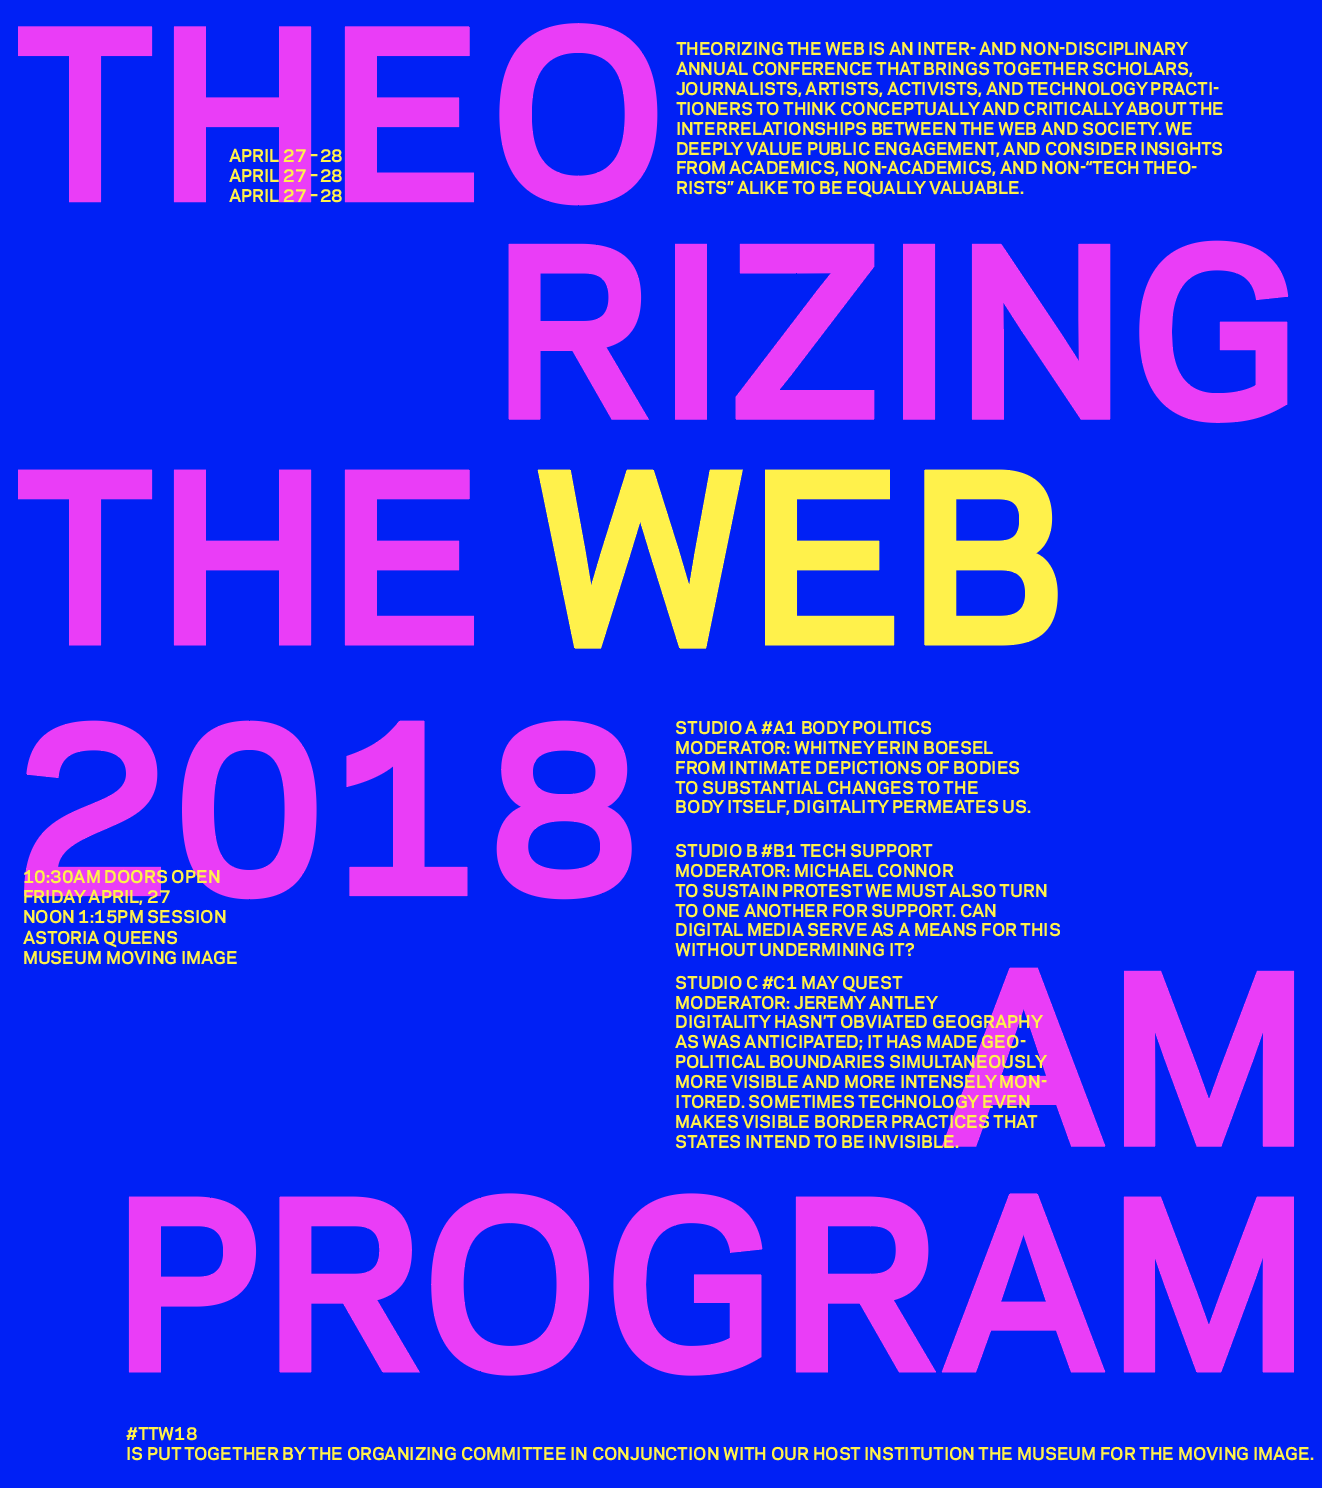 THEO
THEORIZING THE WEB IS AN INTER- AND NON-DISCIPLINARY
ANNUAL CONFERENCE THAT BRINGS TOGETHER SCHOLARS,
JOURNALISTS, ARTISTS, ACTIVISTS, AND TECHNOLOGY PRACTI-
TIONERS TO THINK CONCEPTUALLY AND CRITICALLY ABOUT THE
INTERRELATIONSHIPS BETWEEN THE WEB AND SOCIETY. WE
DEEPLY VALUE PUBLIC ENGAGEMENT, AND CONSIDER INSIGHTS
FROM ACADEMICS, NON-ACADEMICS, AND NON-“TECH THEO-
RISTS” ALIKE TO BE EQUALLY VALUABLE.
APRIL 27 – 28
APRIL 27 – 28
APRIL 27 – 28
RIZING
THE WEB
2018
10:30AM DOORS OPEN
FRIDAY APRIL, 27
NOON 1:15PM SESSION
ASTORIA QUEENS
MUSEUM MOVING IMAGE
STUDIO A #A1 BODY POLITICS
MODERATOR: WHITNEY ERIN BOESEL
FROM INTIMATE DEPICTIONS OF BODIES
TO SUBSTANTIAL CHANGES TO THE
BODY ITSELF, DIGITALITY PERMEATES US.
STUDIO B #B1 TECH SUPPORT
MODERATOR: MICHAEL CONNOR
TO SUSTAIN PROTEST WE MUST ALSO TURN
TO ONE ANOTHER FOR SUPPORT. CAN
DIGITAL MEDIA SERVE AS A MEANS FOR THIS
WITHOUT UNDERMINING IT?
STUDIO C #C1 MAY QUEST
MODERATOR: JEREMY ANTLEY
DIGITALITY HASN’T OBVIATED GEOGRAPHY
AS WAS ANTICIPATED; IT HAS MADE GEO-
POLITICAL BOUNDARIES SIMULTANEOUSLY
MORE VISIBLE AND MORE INTENSELY MON-
ITORED. SOMETIMES TECHNOLOGY EVEN
MAKES VISIBLE BORDER PRACTICES THAT
STATES INTEND TO BE INVISIBLE.
AM
PROGRAM
#TTW18
IS PUT TOGETHER BY THE ORGANIZING COMMITTEE IN CONJUNCTION WITH OUR HOST INSTITUTION THE MUSEUM FOR THE MOVING IMAGE.